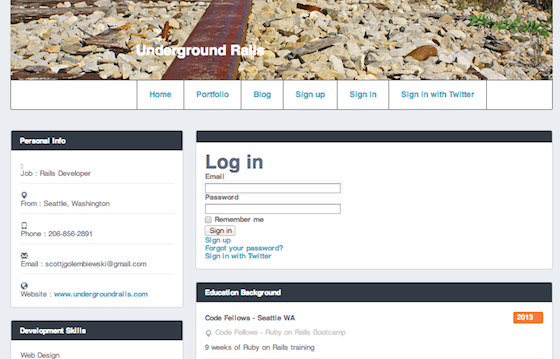 Underground Rails
Home Portfolio Blog Sign up Sign in Sign in with Twitter
Personal Info
Job : Rails Developer
From : Seattle, Washington
Phone : 206-856-2891
Email : scottjgolembiewski@gmail.com
Website : www.undergroundrails.com
Development Skills
Web Design
Log in
Email
Password
Remember me
Sign in
Sign up
Forgot your password?
Sign in with Twitter
Education Background
Code Fellows - Seattle WA 2013
Code Fellows - Ruby on Rails Bootcamp
9 weeks of Ruby on Rails training